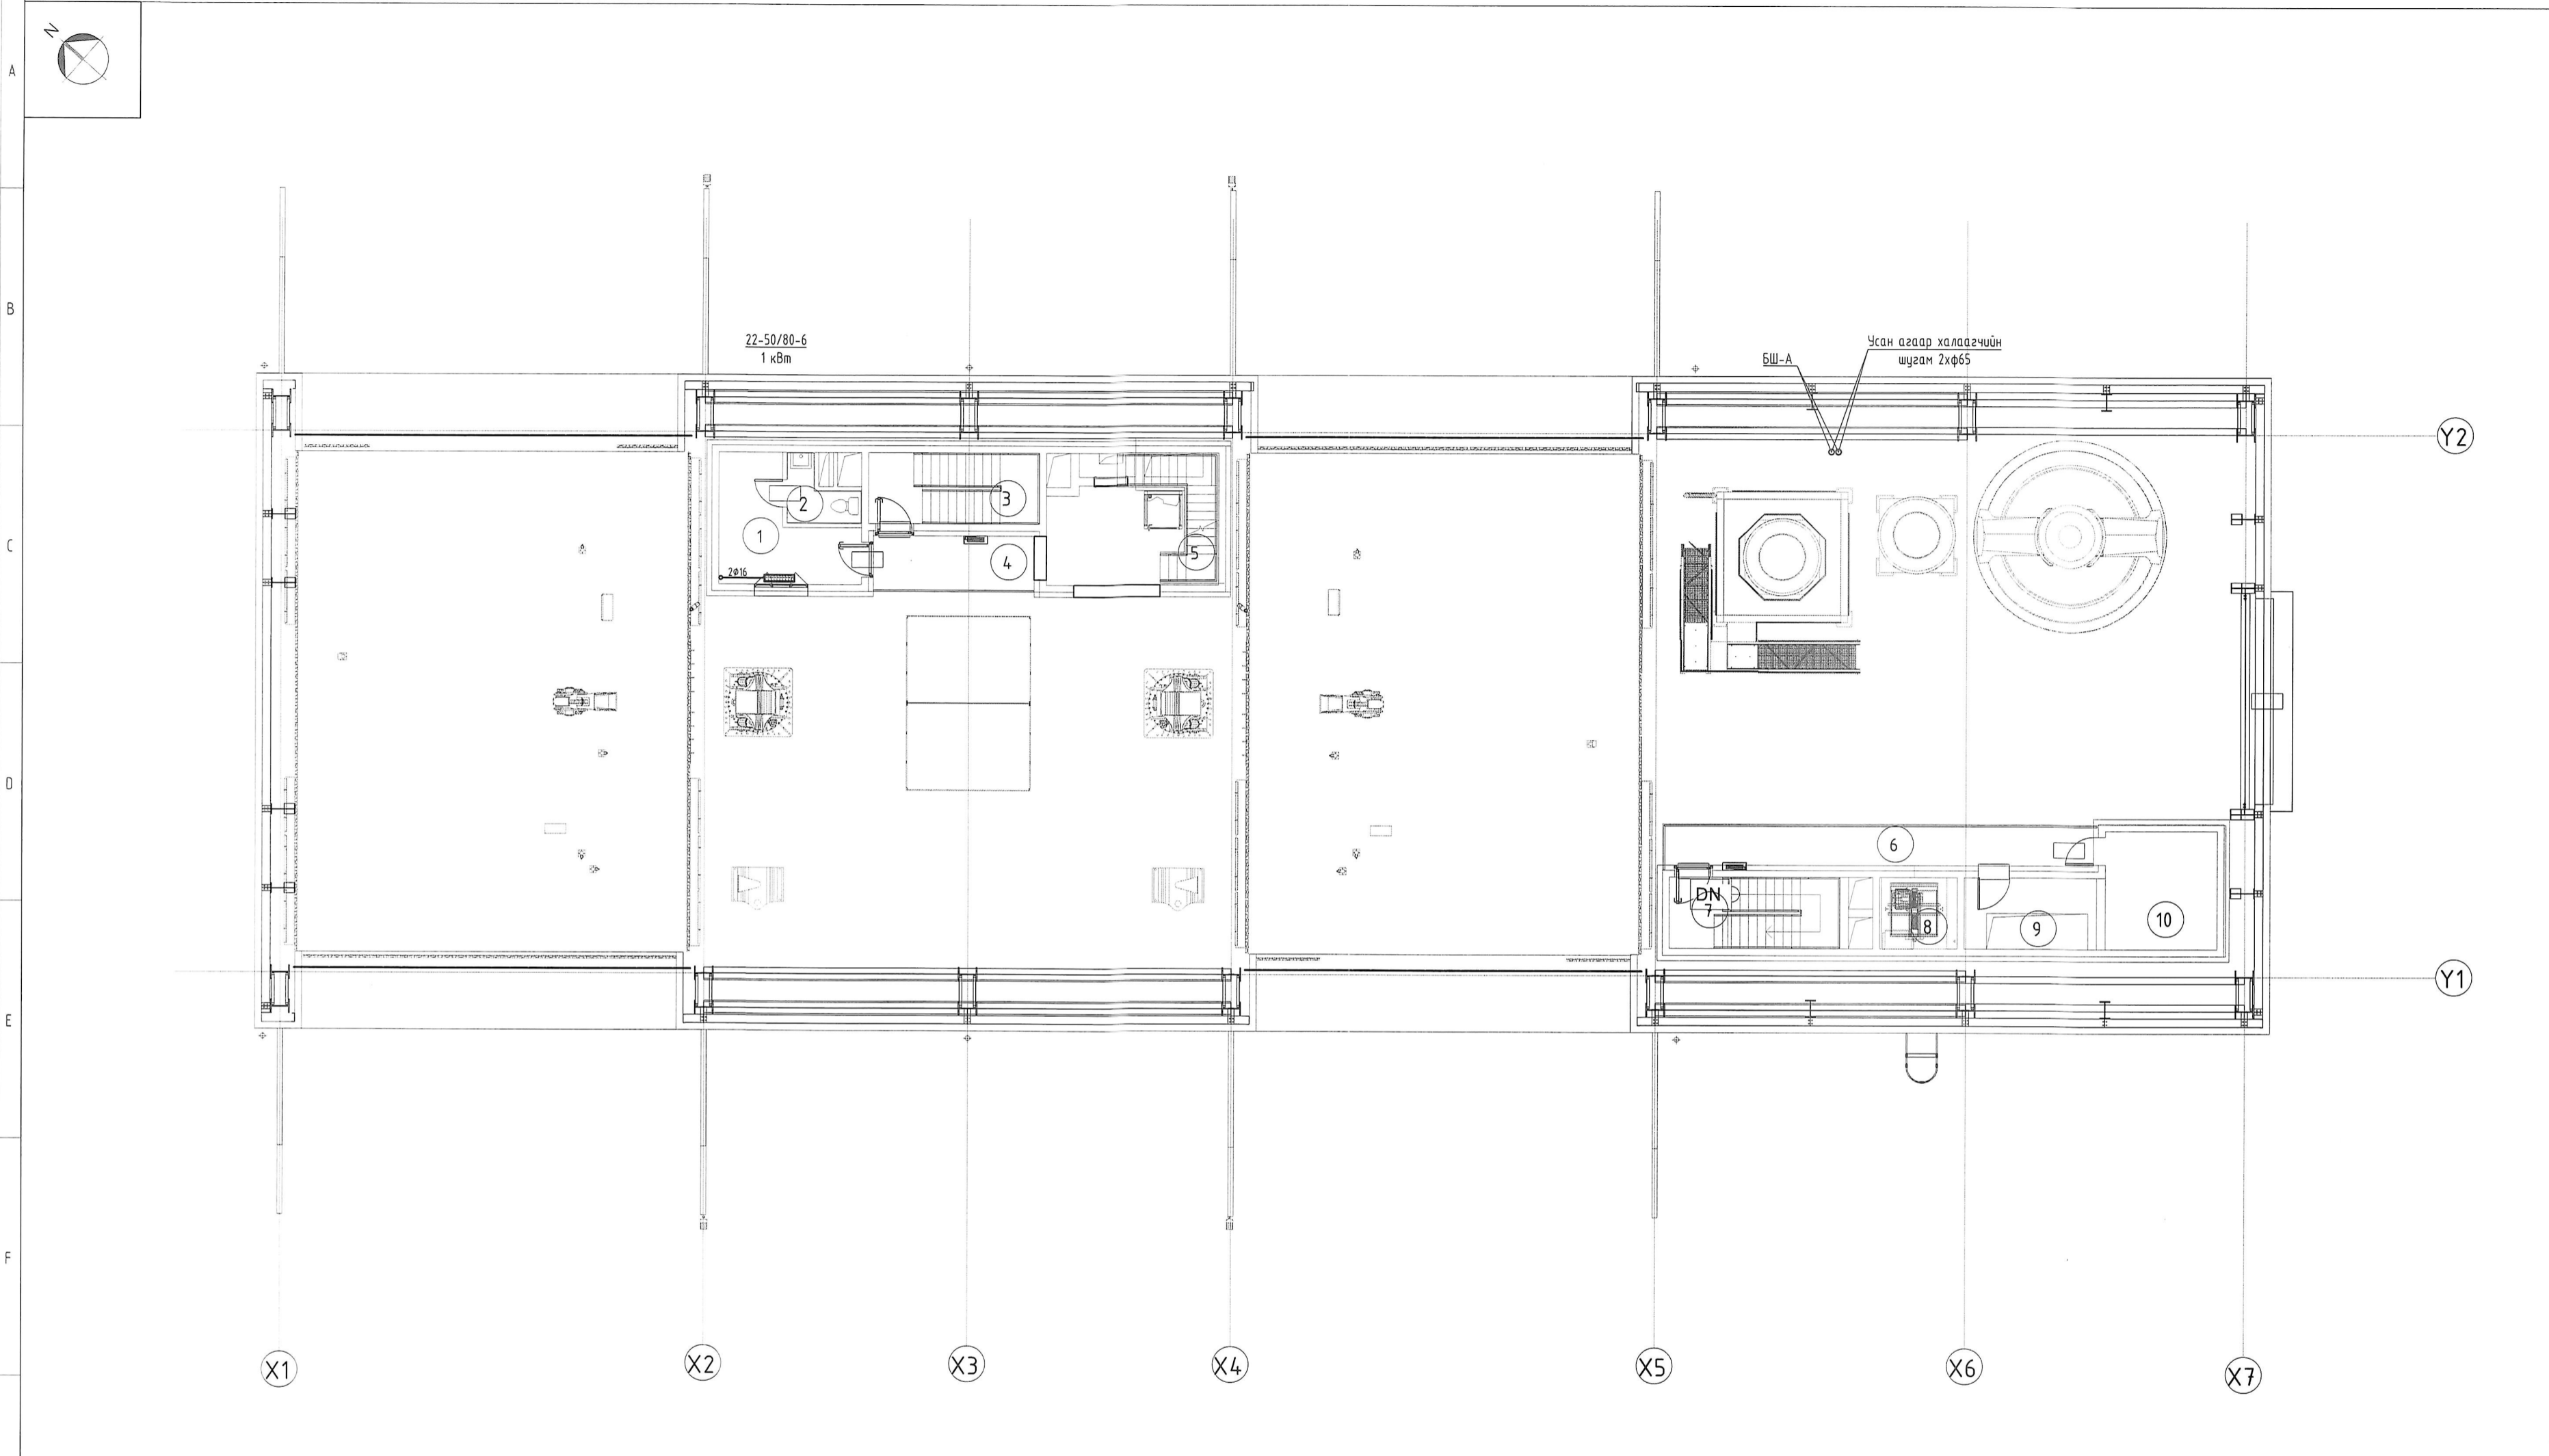 N
A
B
22-50/80-6
1 кВт
БШ-А
Усан агаар халаагчийн
шугам 2хф65
Y2
C
1
2
3
4
5
2Ф16
D
6
DN
7
8
9
10
Y1
E
F
X1
X2
X3
X4
X5
X6
X7